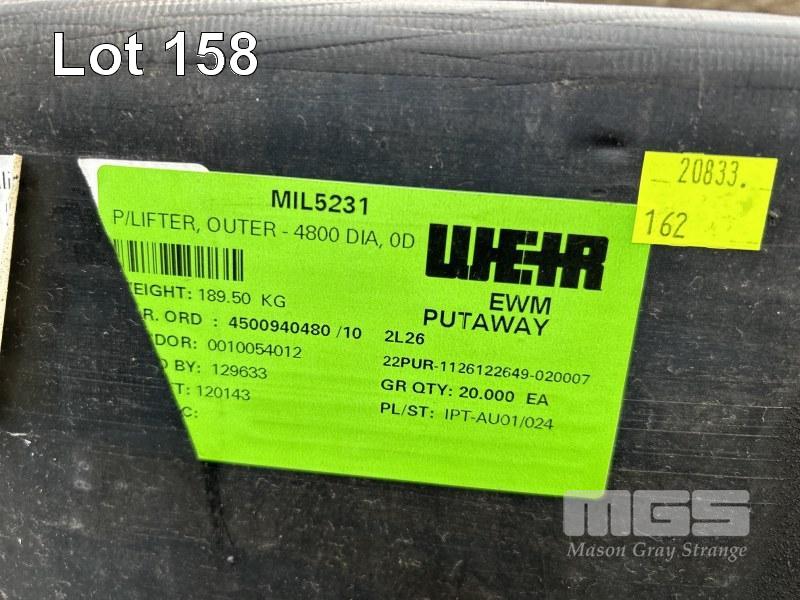 Lot 158
MIL5231
P/LIFTER, OUTER - 4800 DIA, 0D
WEIR
EWM
PUTAWAY
EIGHT: 189.50 KG
R. ORD : 4500940480 /10
2L26
DOR: 0010054012
22PUR-1126122649-020007
D BY: 129633
GR QTY: 20.000 EA
T: 120143
PL/ST: IPT-AU01/024
C:
20833.
162
MGS
Mason Gray Strange